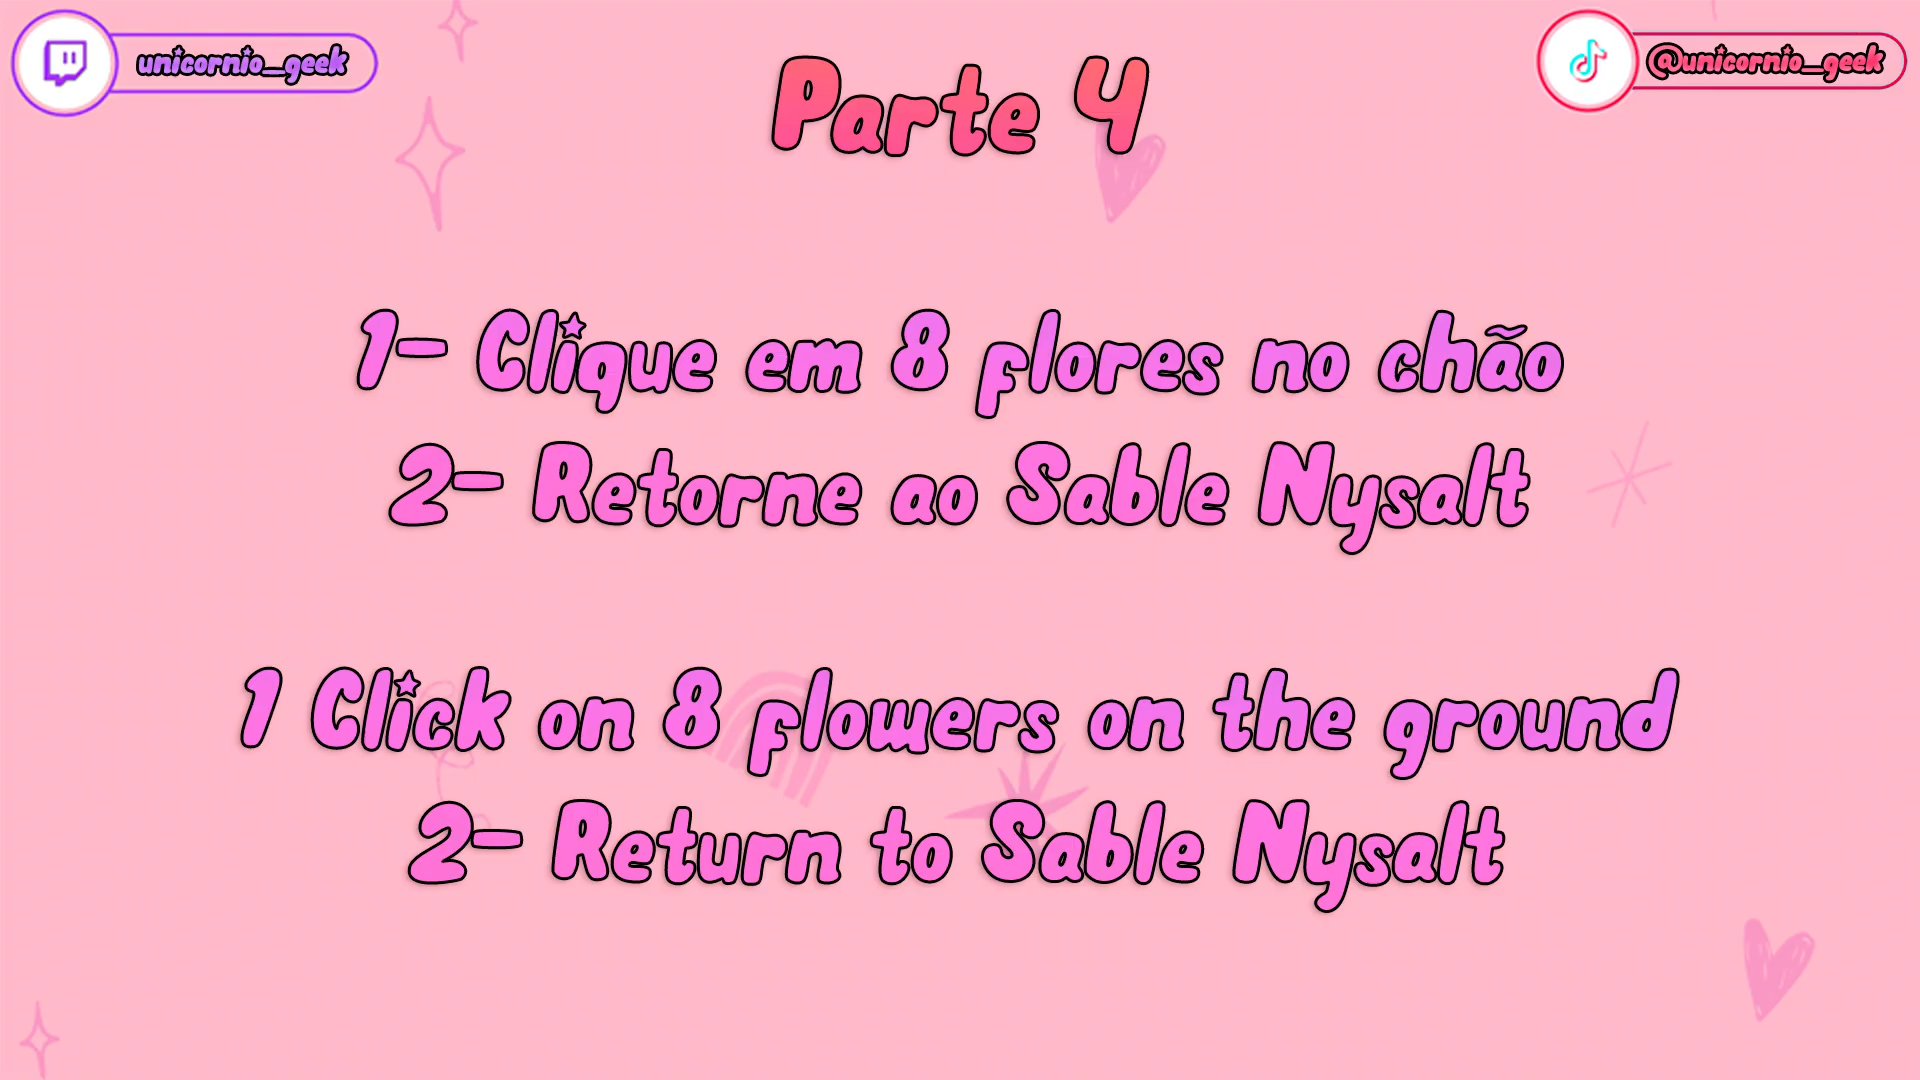 unicornio_geek
@unicornio_geek
Parte 4
1- Clique em 8 flores no chão
2- Retorne ao Sable Nysalt
1 Click on 8 flowers on the ground
2- Return to Sable Nysalt